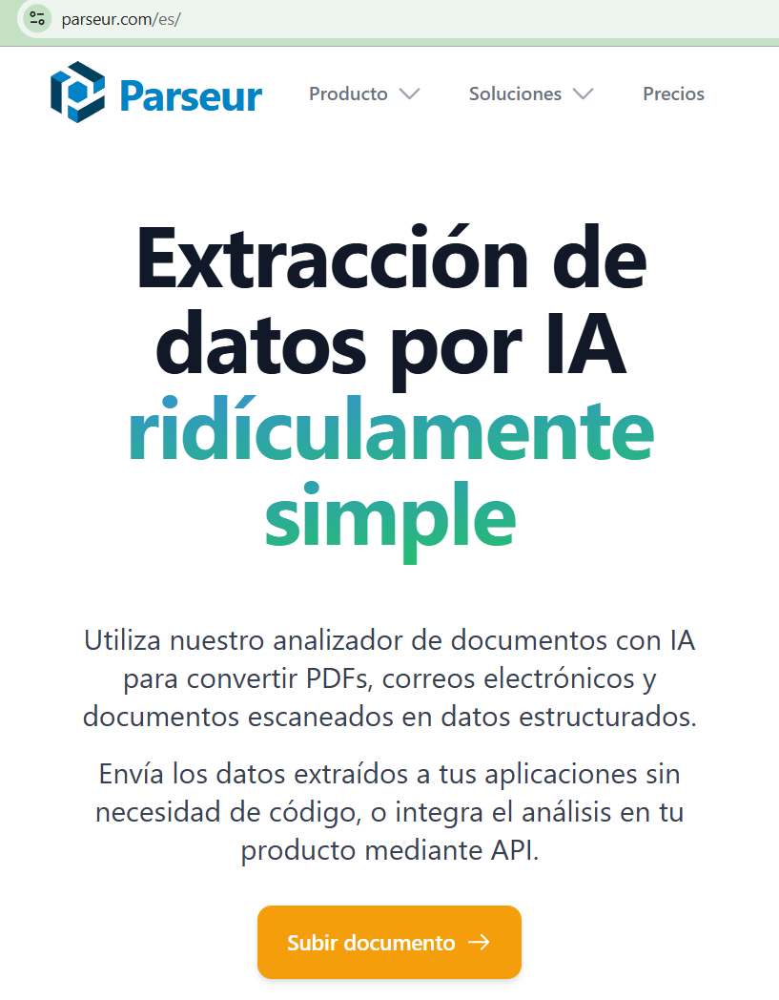 parseur.com/es/
Parseur
Producto
Soluciones
Precios
Extracción de
datos por IA
ridículamente
simple
Utiliza nuestro analizador de documentos con IA
para convertir PDFs, correos electrónicos y
documentos escaneados en datos estructurados.
Envía los datos extraídos a tus aplicaciones sin
necesidad de código, o integra el análisis en tu
producto mediante API.
Subir documento →